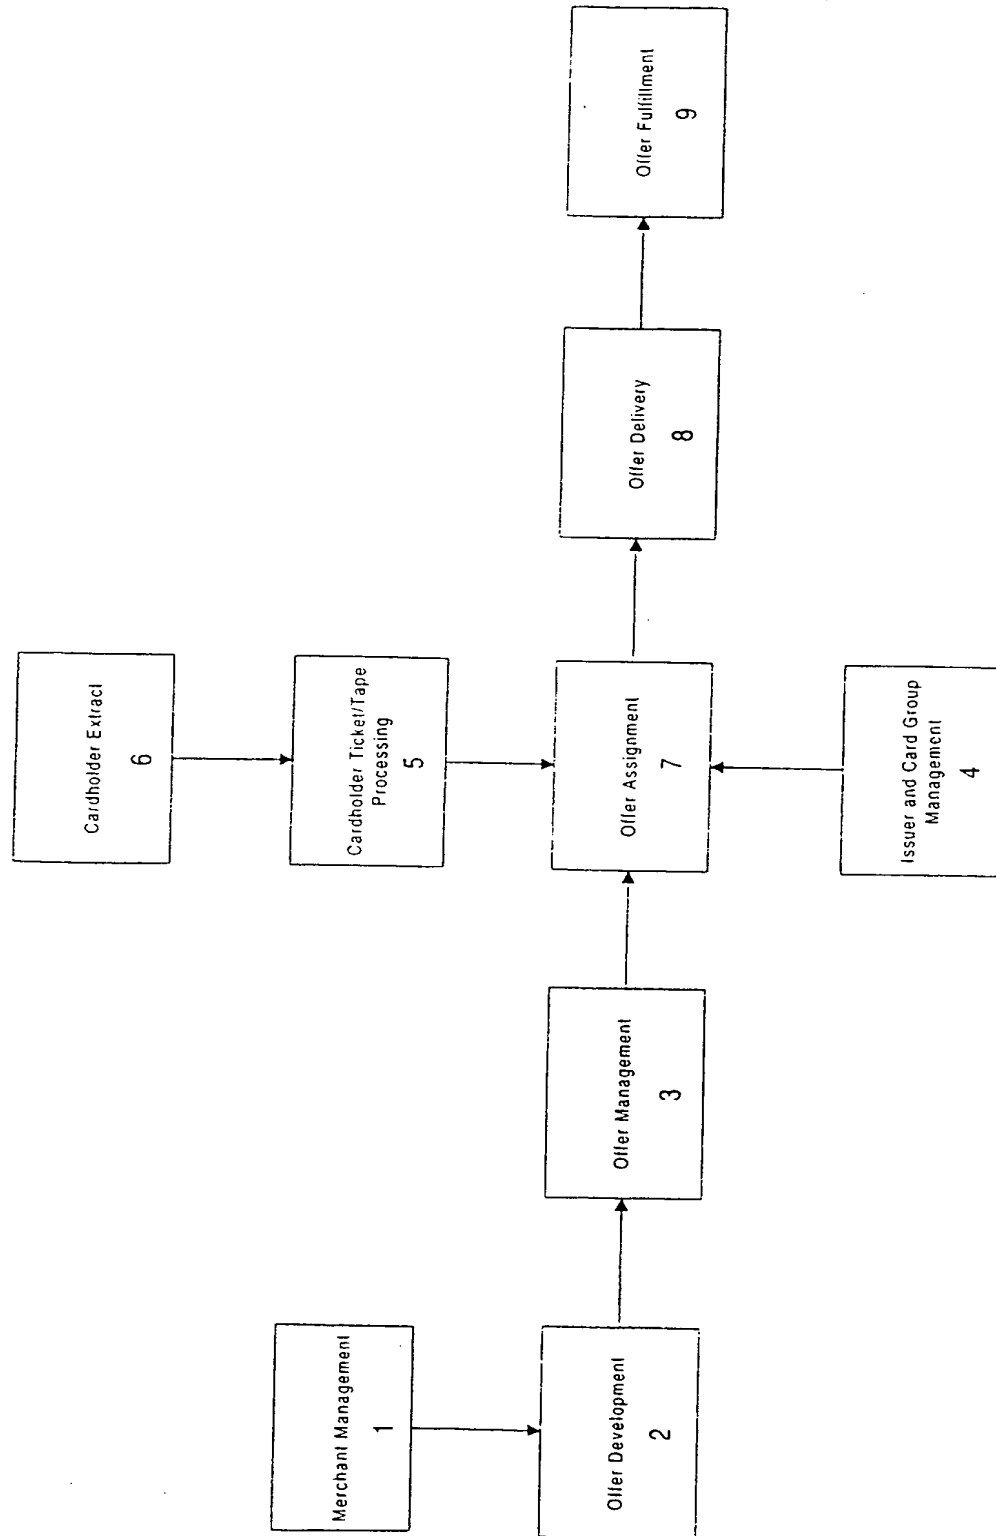 Cardholder Extract
6
Cardholder Ticket/Tape
Processing
5
Merchant Management
1
Offer Development
2
Offer Management
3
Offer Assignment
7
Offer Delivery
8
Offer Fulfillment
9
Issuer and Card Group
Management
4